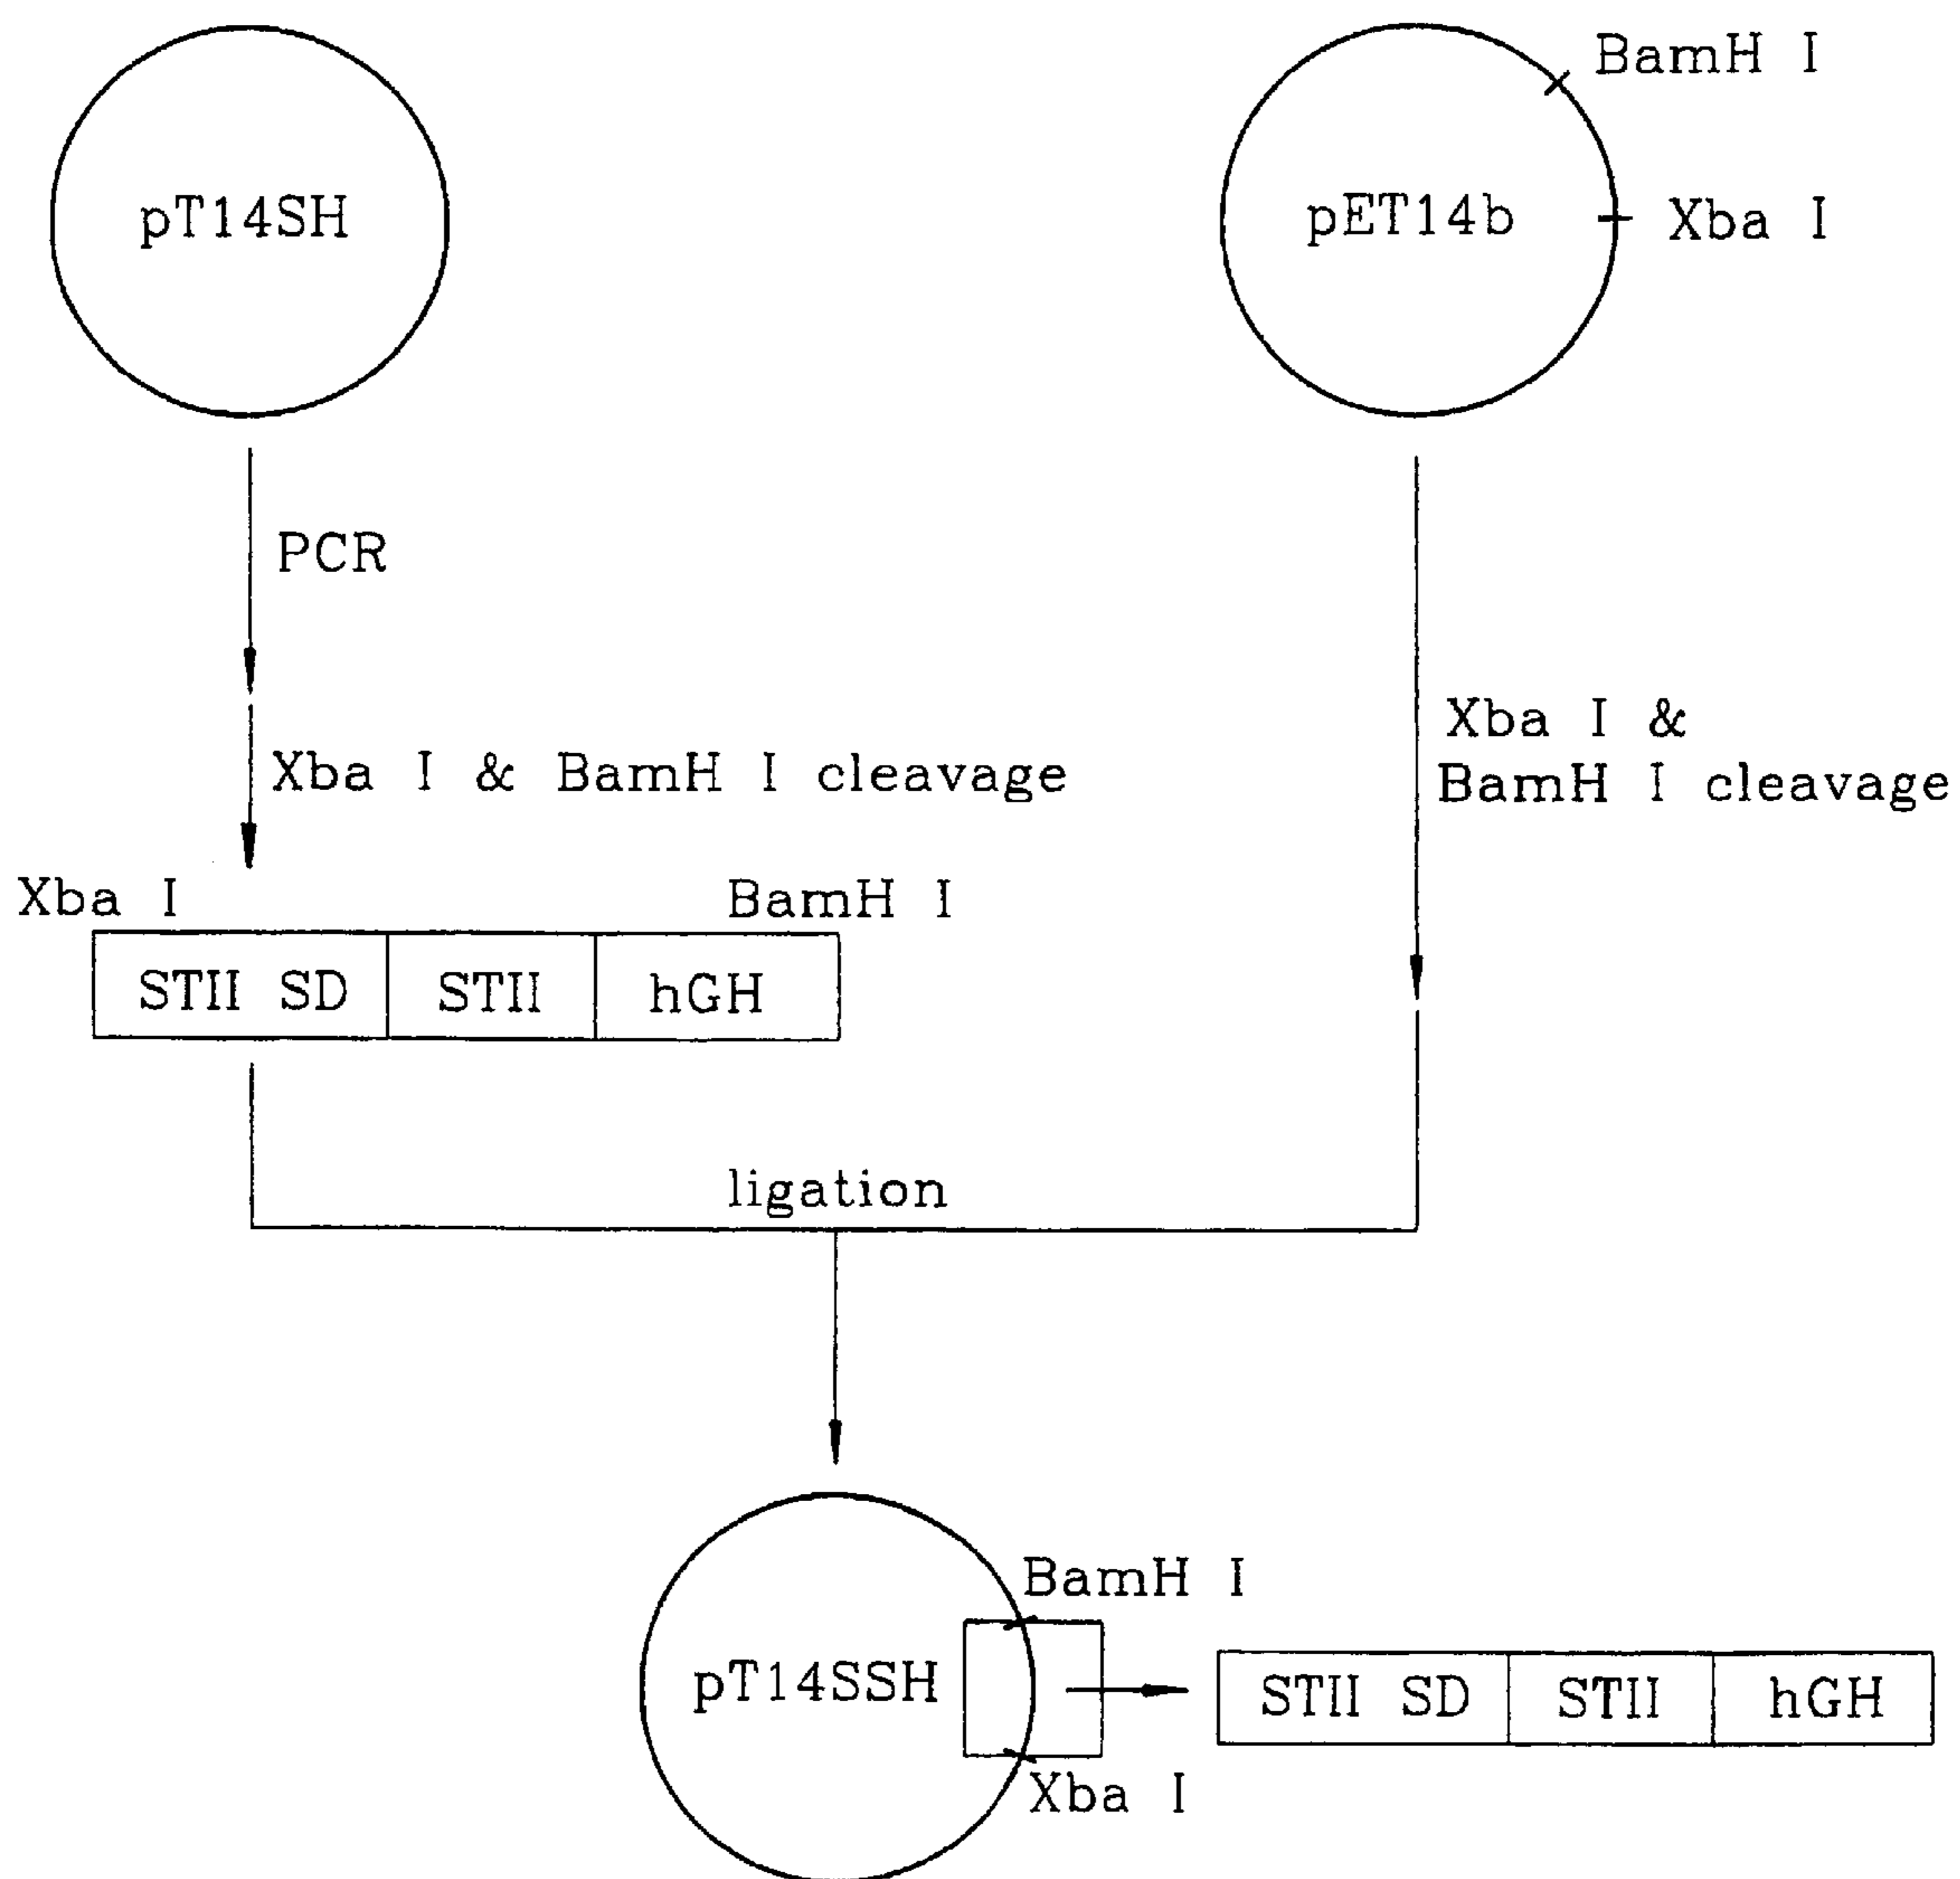 BamH I
pT14SH
pET14b
Xba I
PCR
Xba I &
BamH I cleavage
Xba I & BamH I cleavage
Xba I
BamH I
STII SD
STII
hGH
ligation
BamH I
pT14SSH
STII SD
STII
hGH
Xba I